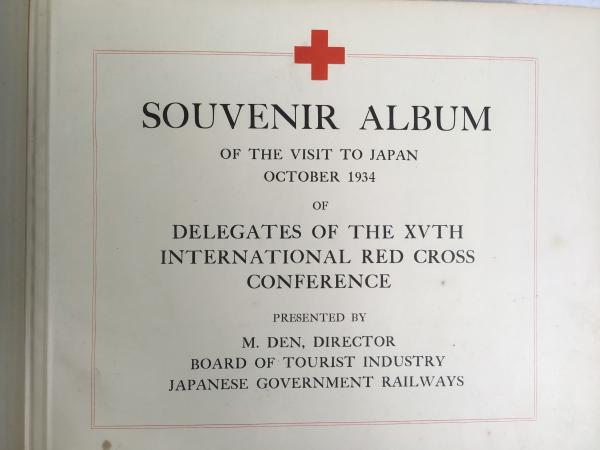 SOUVENIR ALBUM
OF THE VISIT TO JAPAN
OCTOBER 1934
OF
DELEGATES OF THE XVTH
INTERNATIONAL RED CROSS
CONFERENCE
PRESENTED BY
M. DEN, DIRECTOR
BOARD OF TOURIST INDUSTRY
JAPANESE GOVERNMENT RAILWAYS